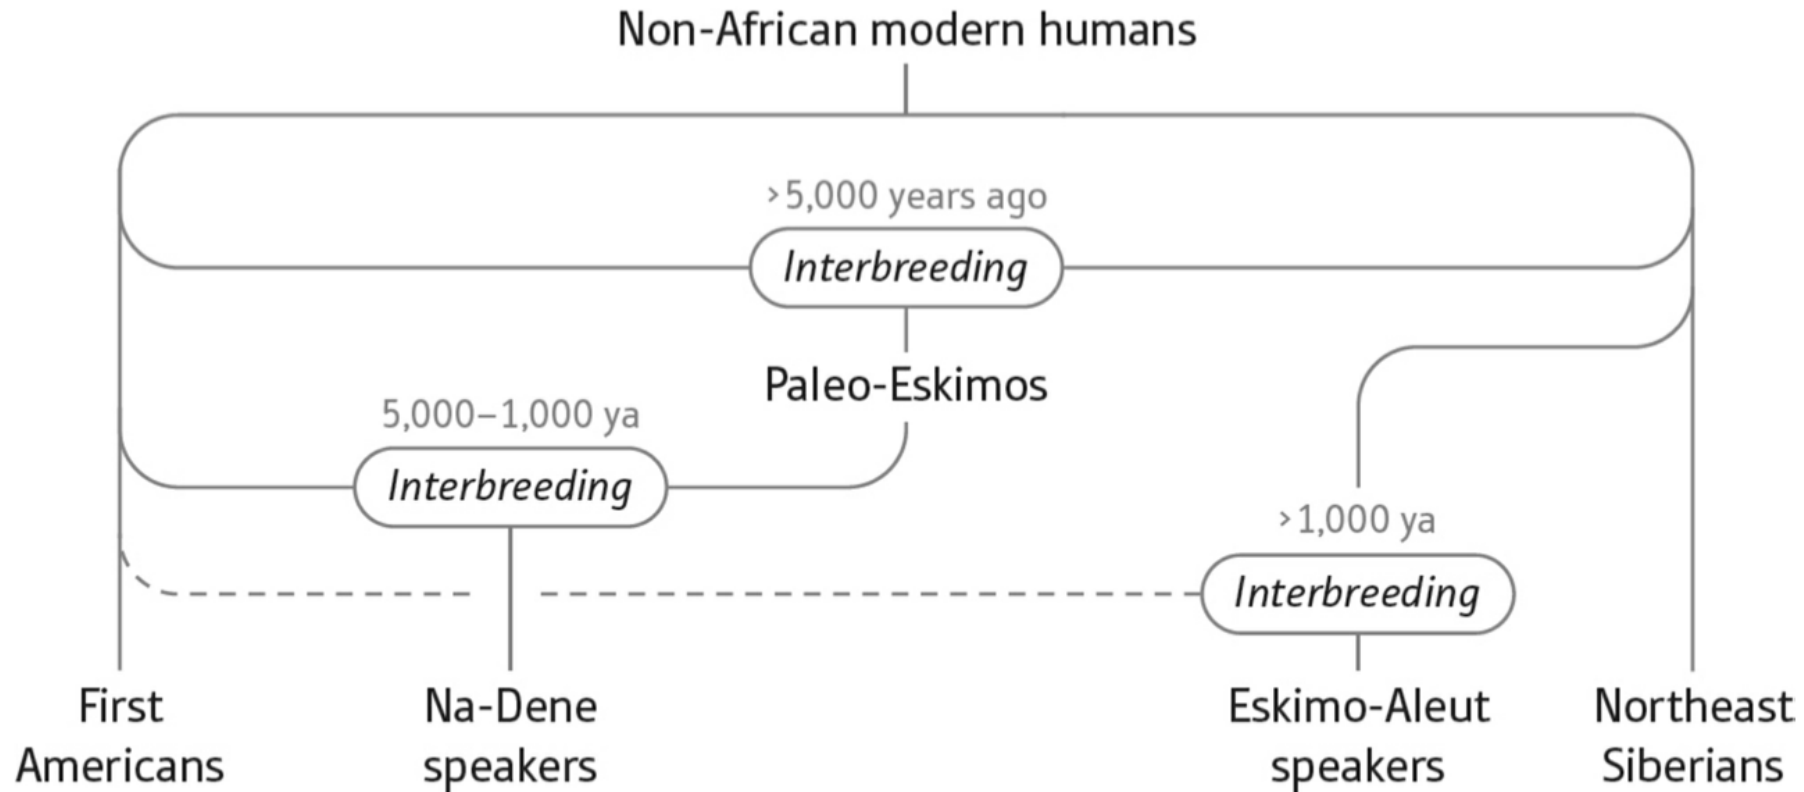 Non-African modern humans
>5,000 years ago
Interbreeding
Paleo-Eskimos
5,000–1,000 ya
Interbreeding
>1,000 ya
Interbreeding
First
Americans
Na-Dene
speakers
Eskimo-Aleut
speakers
Northeast
Siberians